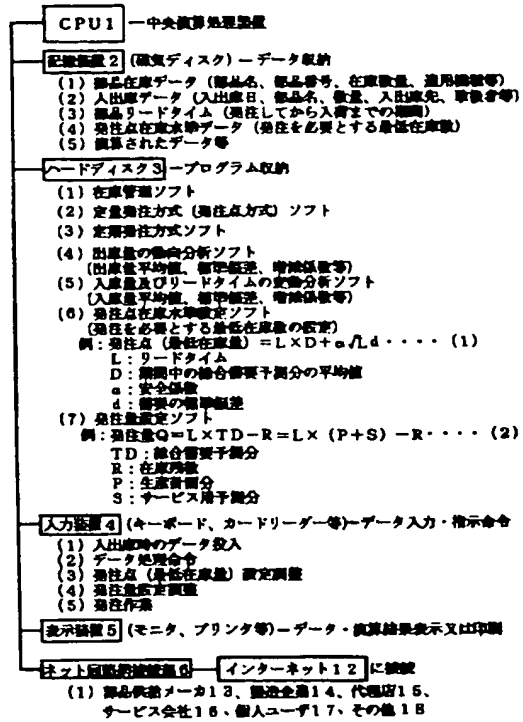 CPU1 ー中央演算処理装置
記憶装置2 (磁気ディスク)ーデータ収納
(1) 部品在庫データ (部品名、部品番号、在庫数量、適用機種等)
(2) 入出庫データ (入出庫日、部品名、数量、入出庫先、取扱者等)
(3) 部品リードタイム (発注してから入荷までの期間)
(4) 発注点在庫水準データ (発注を必要とする最低在庫数)
(5) 演算されたデータ等
ハードディスク3 ープログラム収納
(1) 在庫管理ソフト
(2) 定量発注方式 (発注点方式) ソフト
(3) 定期発注方式ソフト
(4) 出庫量の動向分析ソフト
(出庫量平均値、標準偏差、増減係数等)
(5) 入庫量及びリードタイムの変動分析ソフト
(入庫量平均値、標準偏差、増減係数等)
(6) 発注点在庫水準設定ソフト
(発注を必要とする最低在庫数の設定)
例:発注点 (最低在庫量) =L×D+α√Ld・・・・ (1)
L:リードタイム
D:期間中の総合需要予測分の平均値
α:安全係数
d:需要の標準偏差
(7) 発注量設定ソフト
例:発注量Q=L×TD-R=L× (P+S) -R・・・・ (2)
TD:総合需要予測分
R:在庫残数
P:生産計画分
S:サービス用予測分
入力装置4 (キーボード、カードリーダー等)ーデータ入力・指示命令
(1) 入出庫時のデータ投入
(2) データ処理命令
(3) 発注点 (最低在庫量) 設定調整
(4) 発注量設定調整
(5) 発注作業
表示装置5 (モニタ、プリンタ等)ーデータ・演算結果表示又は印刷
ネット回路接続機器6 インターネット12 に接続
(1) 部品供給メーカ13、製造企業14、代理店15、
サービス会社16、個人ユーザ17、その他18